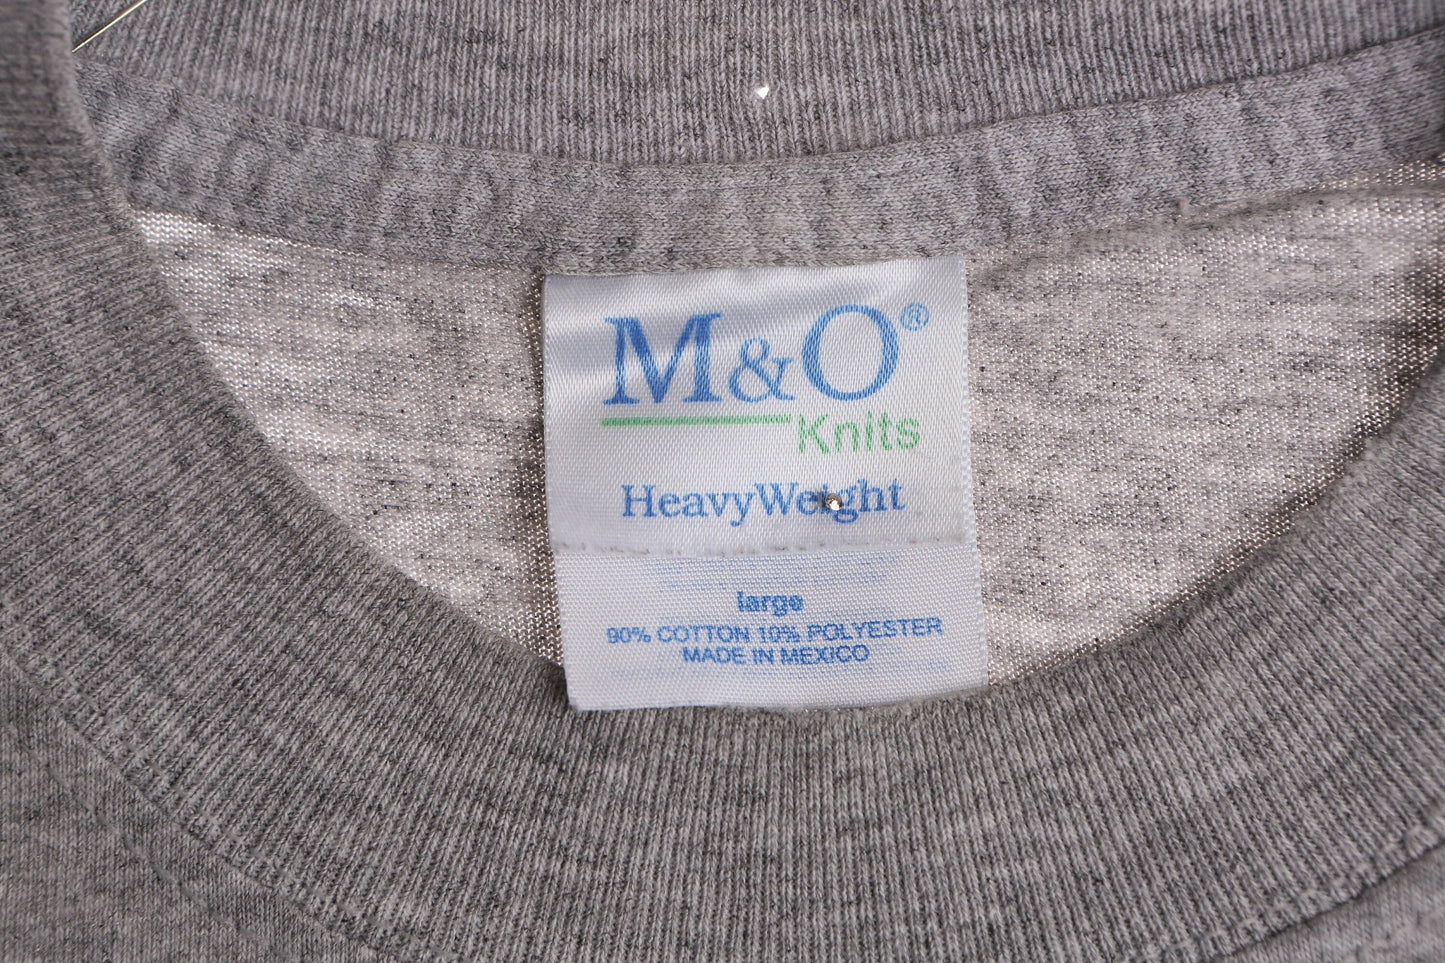 M&O®
Knits
HeavyWeight
large
90% COTTON 10% POLYESTER
MADE IN MEXICO